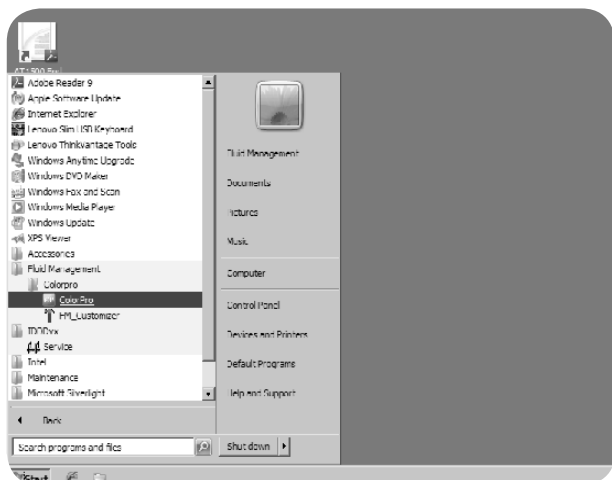 Adobe Reader 9
Apple Software Update
Internet Explorer
Lenovo Slim USB Keyboard
Lenovo Thinkvantage Tools
Windows Anytime Upgrade
Windows DVD Maker
Windows Fax and Scan
Windows Media Player
Windows Update
XPS Viewer
Accessories
Fluid Management
Colorpro
ColorPro
FM_Customizer
IDDDxx
Service
Intel
Maintenance
Microsoft Silverlight
Back
Search programs and files
Fluid Management
Documents
Pictures
Music
Computer
Control Panel
Devices and Printers
Default Programs
Help and Support
Shut down
Start